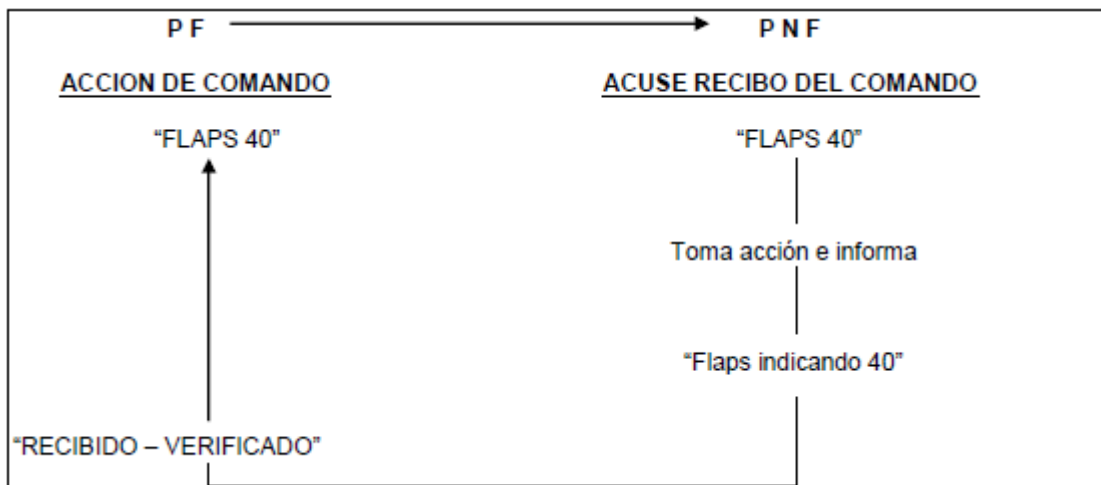 P F P N F
ACCION DE COMANDO ACUSE RECIBO DEL COMANDO
“FLAPS 40” “FLAPS 40”
Toma acción e informa
“Flaps indicando 40”
“RECIBIDO – VERIFICADO”